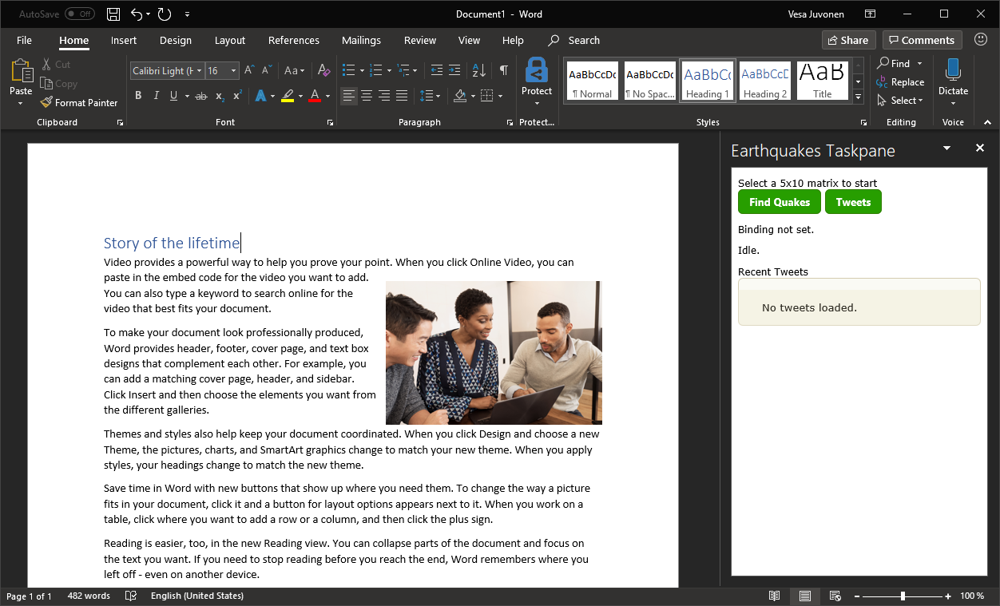 AutoSave Off
Document1 - Word
Vesa Juvonen
File Home Insert Design Layout References Mailings Review View Help Search
Share Comments
Paste
Cut
Copy
Format Painter
Clipboard
Calibri Light (H 16
Aa
B I U ab x₂ x²
A A
Font
Paragraph
Protect
Protect...
AaBbCcDc AaBbCcDc AaBbCc AaBbCcD AaB
¶ Normal ¶ No Spac... Heading 1 Heading 2 Title
Styles
Find
Replace
Select
Editing
Dictate
Voice
Story of the lifetime
Video provides a powerful way to help you prove your point. When you click Online Video, you can
paste in the embed code for the video you want to add.
You can also type a keyword to search online for the
video that best fits your document.
To make your document look professionally produced,
Word provides header, footer, cover page, and text box
designs that complement each other. For example, you
can add a matching cover page, header, and sidebar.
Click Insert and then choose the elements you want from
the different galleries.
Themes and styles also help keep your document coordinated. When you click Design and choose a new
Theme, the pictures, charts, and SmartArt graphics change to match your new theme. When you apply
styles, your headings change to match the new theme.
Save time in Word with new buttons that show up where you need them. To change the way a picture
fits in your document, click it and a button for layout options appears next to it. When you work on a
table, click where you want to add a row or a column, and then click the plus sign.
Reading is easier, too, in the new Reading view. You can collapse parts of the document and focus on
the text you want. If you need to stop reading before you reach the end, Word remembers where you
left off - even on another device.
Earthquakes Taskpane
Select a 5x10 matrix to start
Find Quakes Tweets
Binding not set.
Idle.
Recent Tweets
No tweets loaded.
Page 1 of 1 482 words English (United States)
100 %